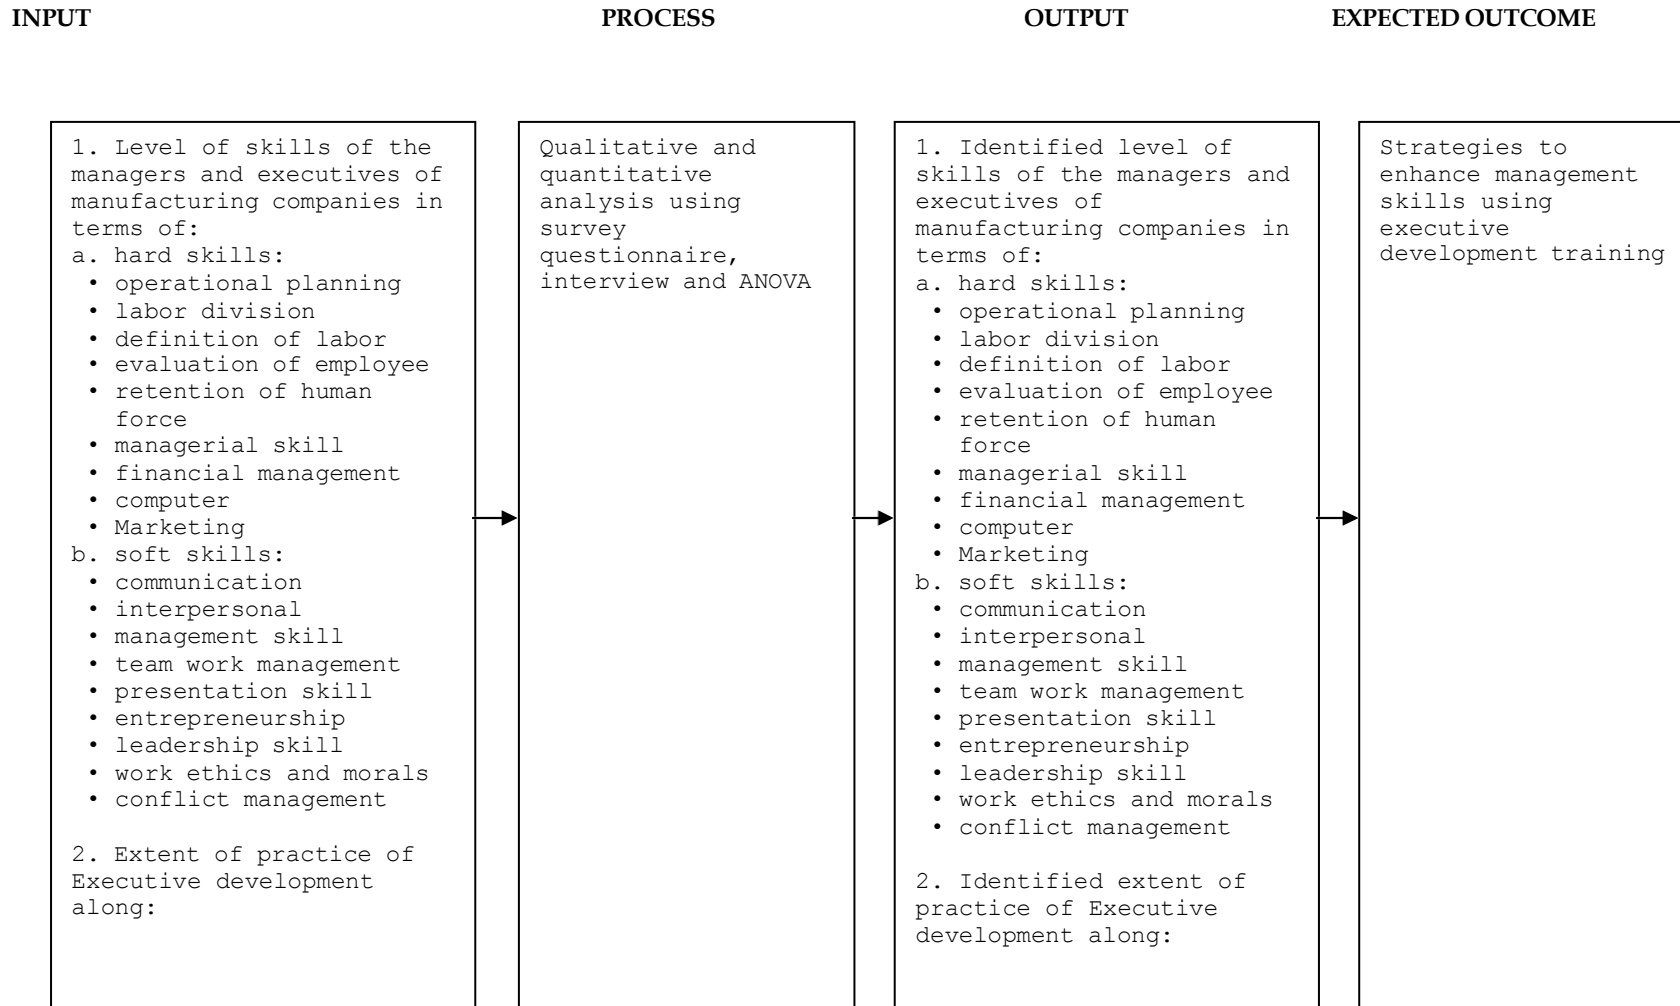 INPUT PROCESS OUTPUT EXPECTED OUTCOME
1. Level of skills of the
managers and executives of
manufacturing companies in
terms of:
a. hard skills:
• operational planning
• labor division
• definition of labor
• evaluation of employee
• retention of human
force
• managerial skill
• financial management
• computer
• Marketing
b. soft skills:
• communication
• interpersonal
• management skill
• team work management
• presentation skill
• entrepreneurship
• leadership skill
• work ethics and morals
• conflict management
2. Extent of practice of
Executive development
along:
Qualitative and
quantitative
analysis using
survey
questionnaire,
interview and ANOVA
1. Identified level of
skills of the managers and
executives of
manufacturing companies in
terms of:
a. hard skills:
• operational planning
• labor division
• definition of labor
• evaluation of employee
• retention of human
force
• managerial skill
• financial management
• computer
• Marketing
b. soft skills:
• communication
• interpersonal
• management skill
• team work management
• presentation skill
• entrepreneurship
• leadership skill
• work ethics and morals
• conflict management
2. Identified extent of
practice of Executive
development along:
Strategies to
enhance management
skills using
executive
development training